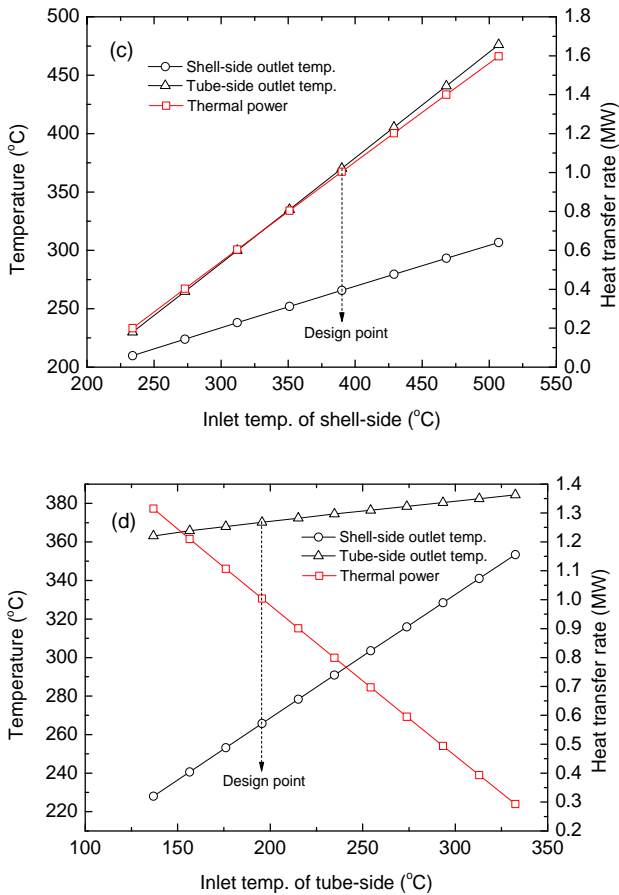 (c)
Shell-side outlet temp.
Tube-side outlet temp.
Thermal power
Design point
475
450
425
400
375
350
325
300
275
250
225
200
Temperature (°C)
1.8
1.6
1.4
1.2
1.0
0.8
0.6
0.4
0.2
0.0
Heat transfer rate (MW)
200 250 300 350 400 450 500 550
Inlet temp. of shell-side (°C)
(d)
Shell-side outlet temp.
Tube-side outlet temp.
Thermal power
Design point
380
360
340
320
300
280
260
240
220
Temperature (°C)
1.4
1.3
1.2
1.1
1.0
0.9
0.8
0.7
0.6
0.5
0.4
0.3
0.2
Heat transfer rate (MW)
100 150 200 250 300 350
Inlet temp. of tube-side (°C)